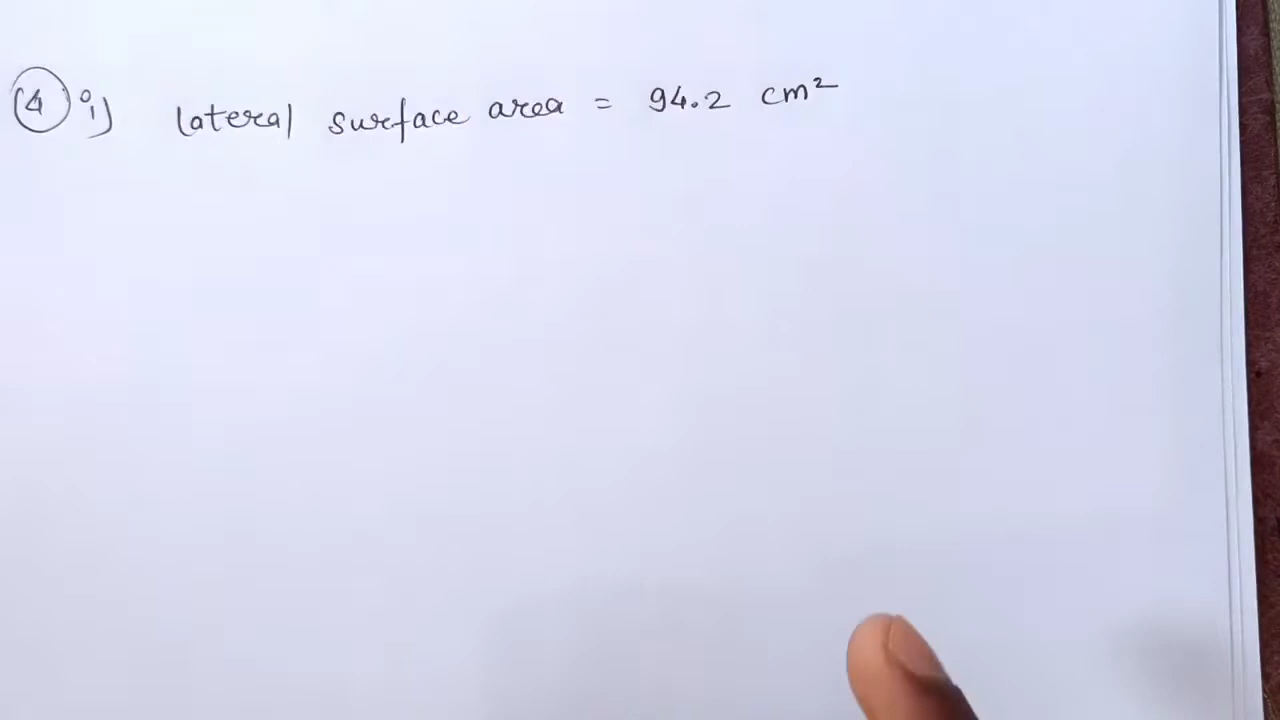 (4) i) lateral surface area = 94.2 cm²